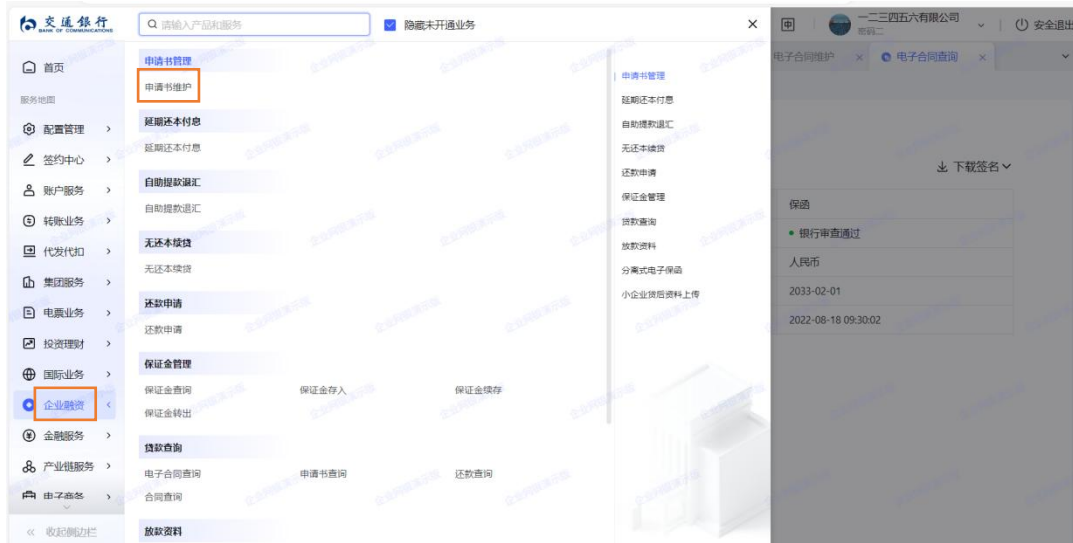 交通银行
BANK OF COMMUNICATIONS
请输入产品和服务
隐藏未开通业务
一二三四五六有限公司
安全退出
首页
服务地图
配置管理
签约中心
账户服务
转账业务
代发代扣
集团服务
电票业务
投资理财
国际业务
企业融资
金融服务
产业链服务
电子商务
收起侧边栏
申请书管理
申请书维护
延期还本付息
延期还本付息
自助提款退汇
自助提款退汇
无还本续贷
无还本续贷
还款申请
还款申请
保证金管理
保证金查询 保证金存入 保证金续存
保证金转出
贷款查询
电子合同查询 申请书查询 还款查询
合同查询
放款资料
申请书管理
延期还本付息
自助提款退汇
无还本续贷
还款申请
保证金管理
贷款查询
放款资料
分离式电子保函
小企业贷后资料上传
电子合同维护 电子合同查询
下载签名
保函
银行审查通过
人民币
2033-02-01
2022-08-18 09:30:02
企业网银演示版